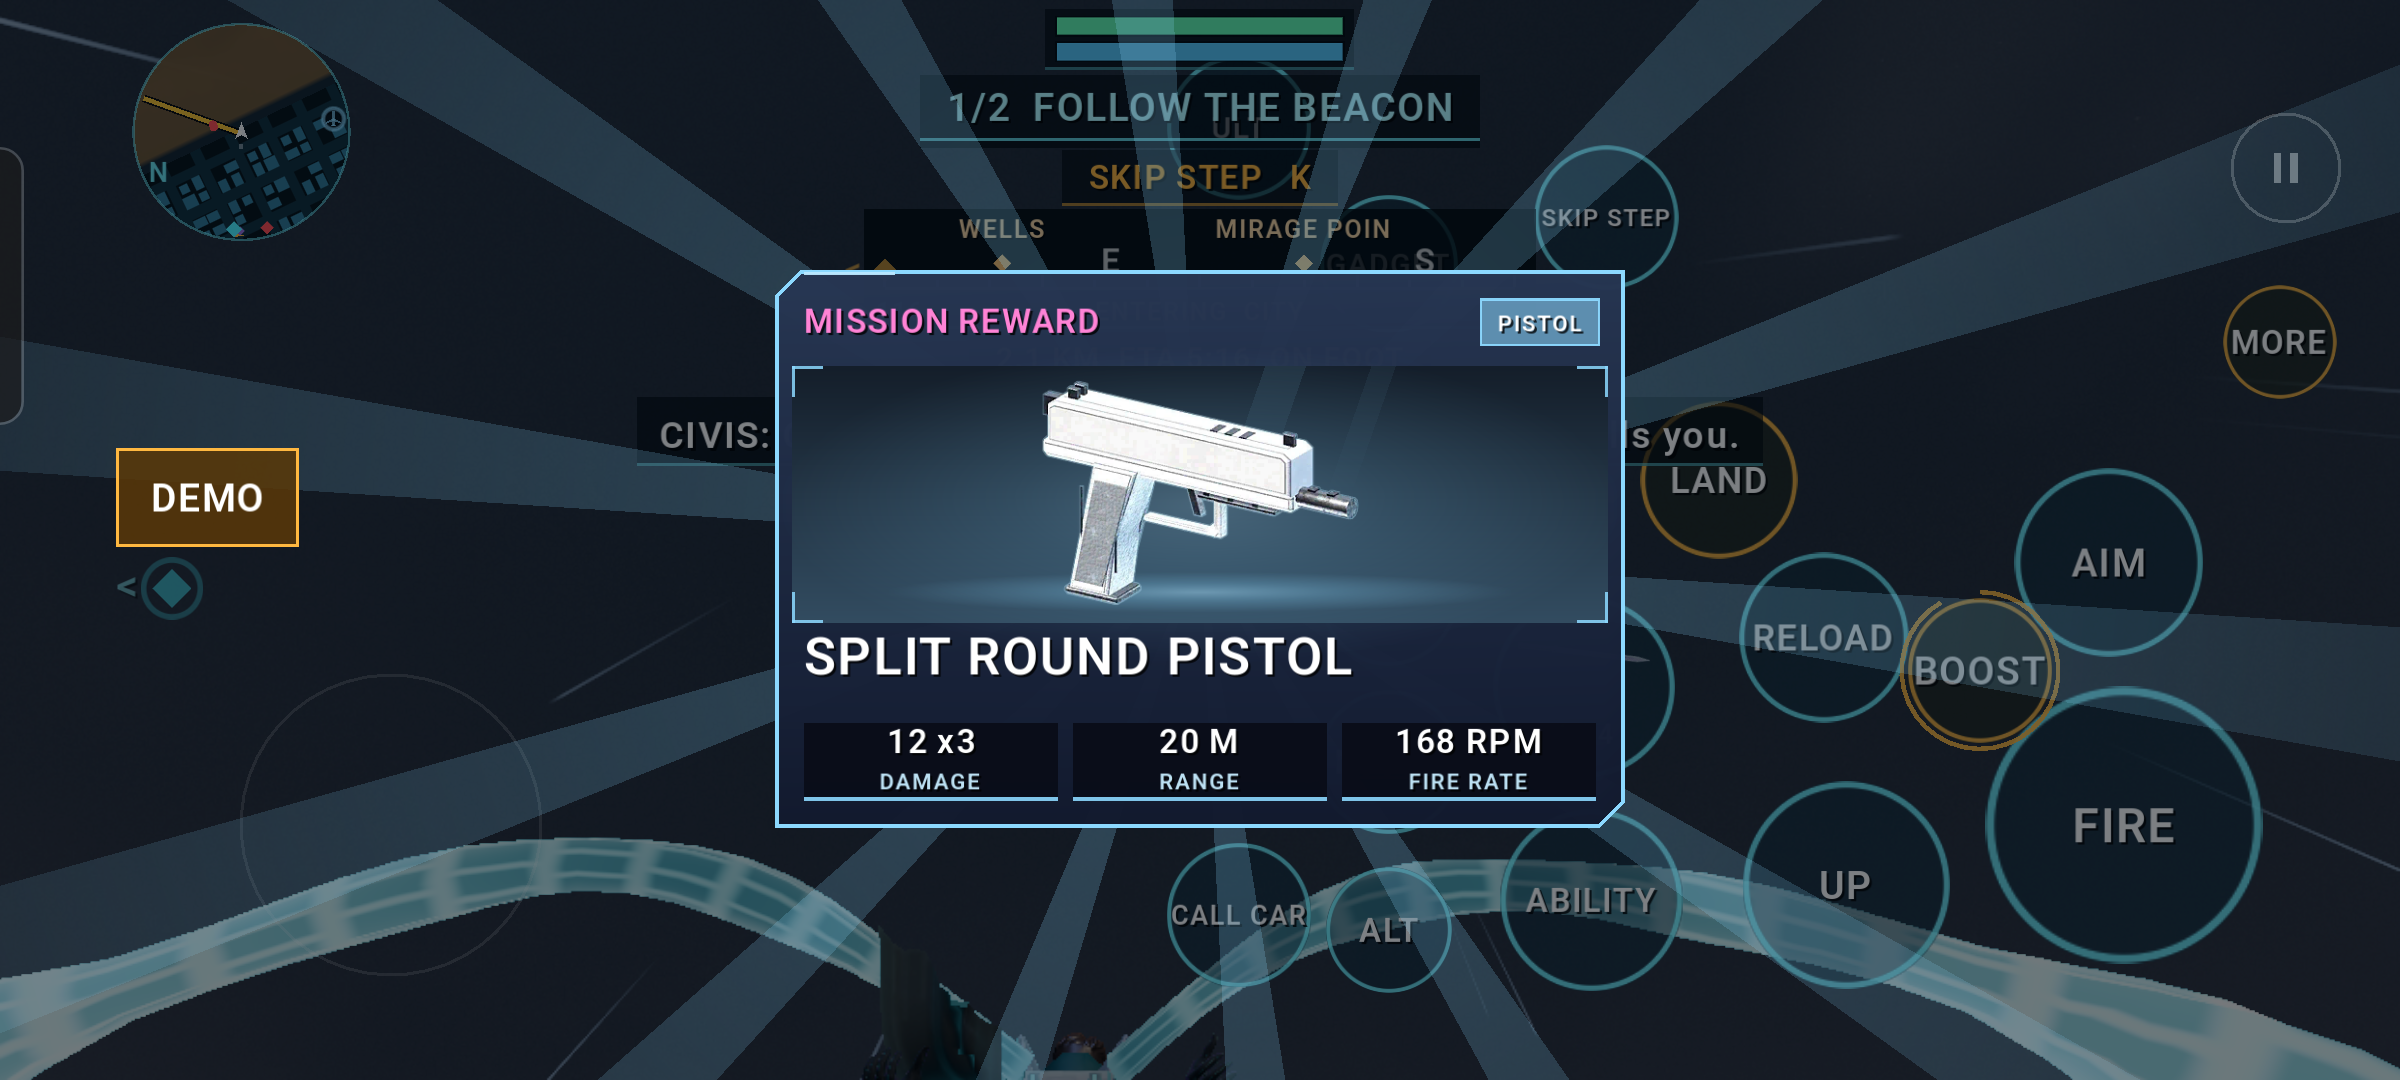 1/2 FOLLOW THE BEACON
ULT
SKIP STEP K
SKIP STEP
WELLS
MIRAGE POIN
E
S
GADGET
N
MISSION REWARD
PISTOL
MORE
CIVIS:
s you.
LAND
DEMO
<
AIM
RELOAD
BOOST
SPLIT ROUND PISTOL
12 x3
20 M
168 RPM
DAMAGE
RANGE
FIRE RATE
FIRE
UP
ABILITY
CALL CAR
ALT